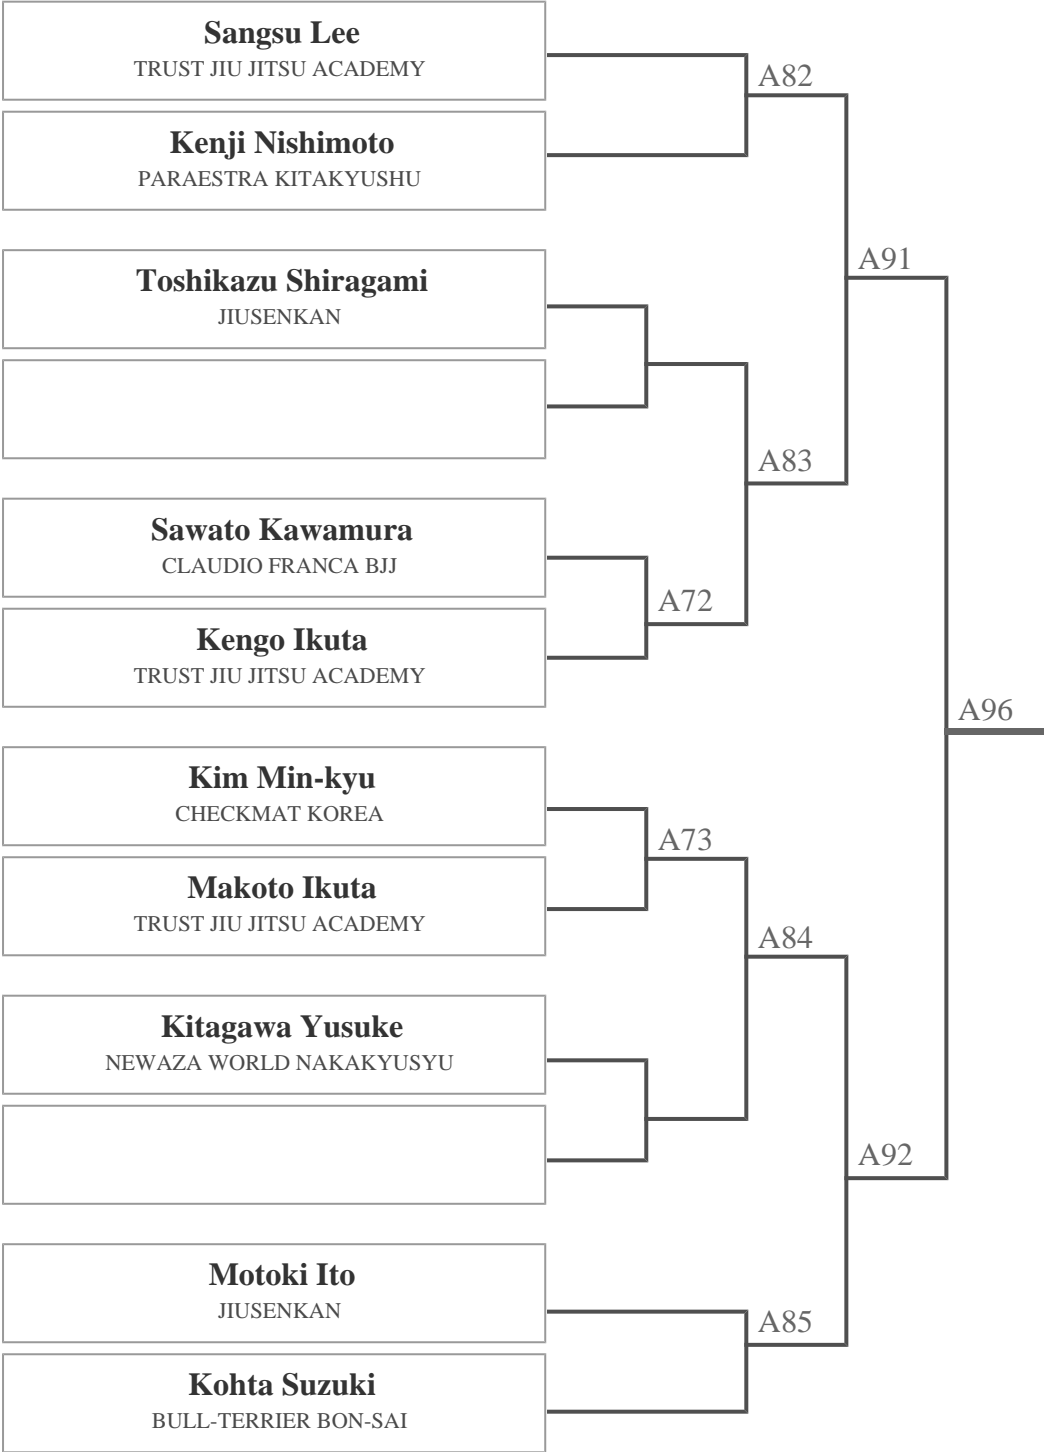 Sangsu Lee
TRUST JIU JITSU ACADEMY
A82
Kenji Nishimoto
PARAESTRA KITAKYUSHU
A91
Toshikazu Shiragami
JIUSENKAN
A83
Sawato Kawamura
CLAUDIO FRANCA BJJ
A72
Kengo Ikuta
TRUST JIU JITSU ACADEMY
A96
Kim Min-kyu
CHECKMAT KOREA
A73
Makoto Ikuta
TRUST JIU JITSU ACADEMY
A84
Kitagawa Yusuke
NEWAZA WORLD NAKAKYUSYU
A92
Motoki Ito
JIUSENKAN
A85
Kohta Suzuki
BULL-TERRIER BON-SAI